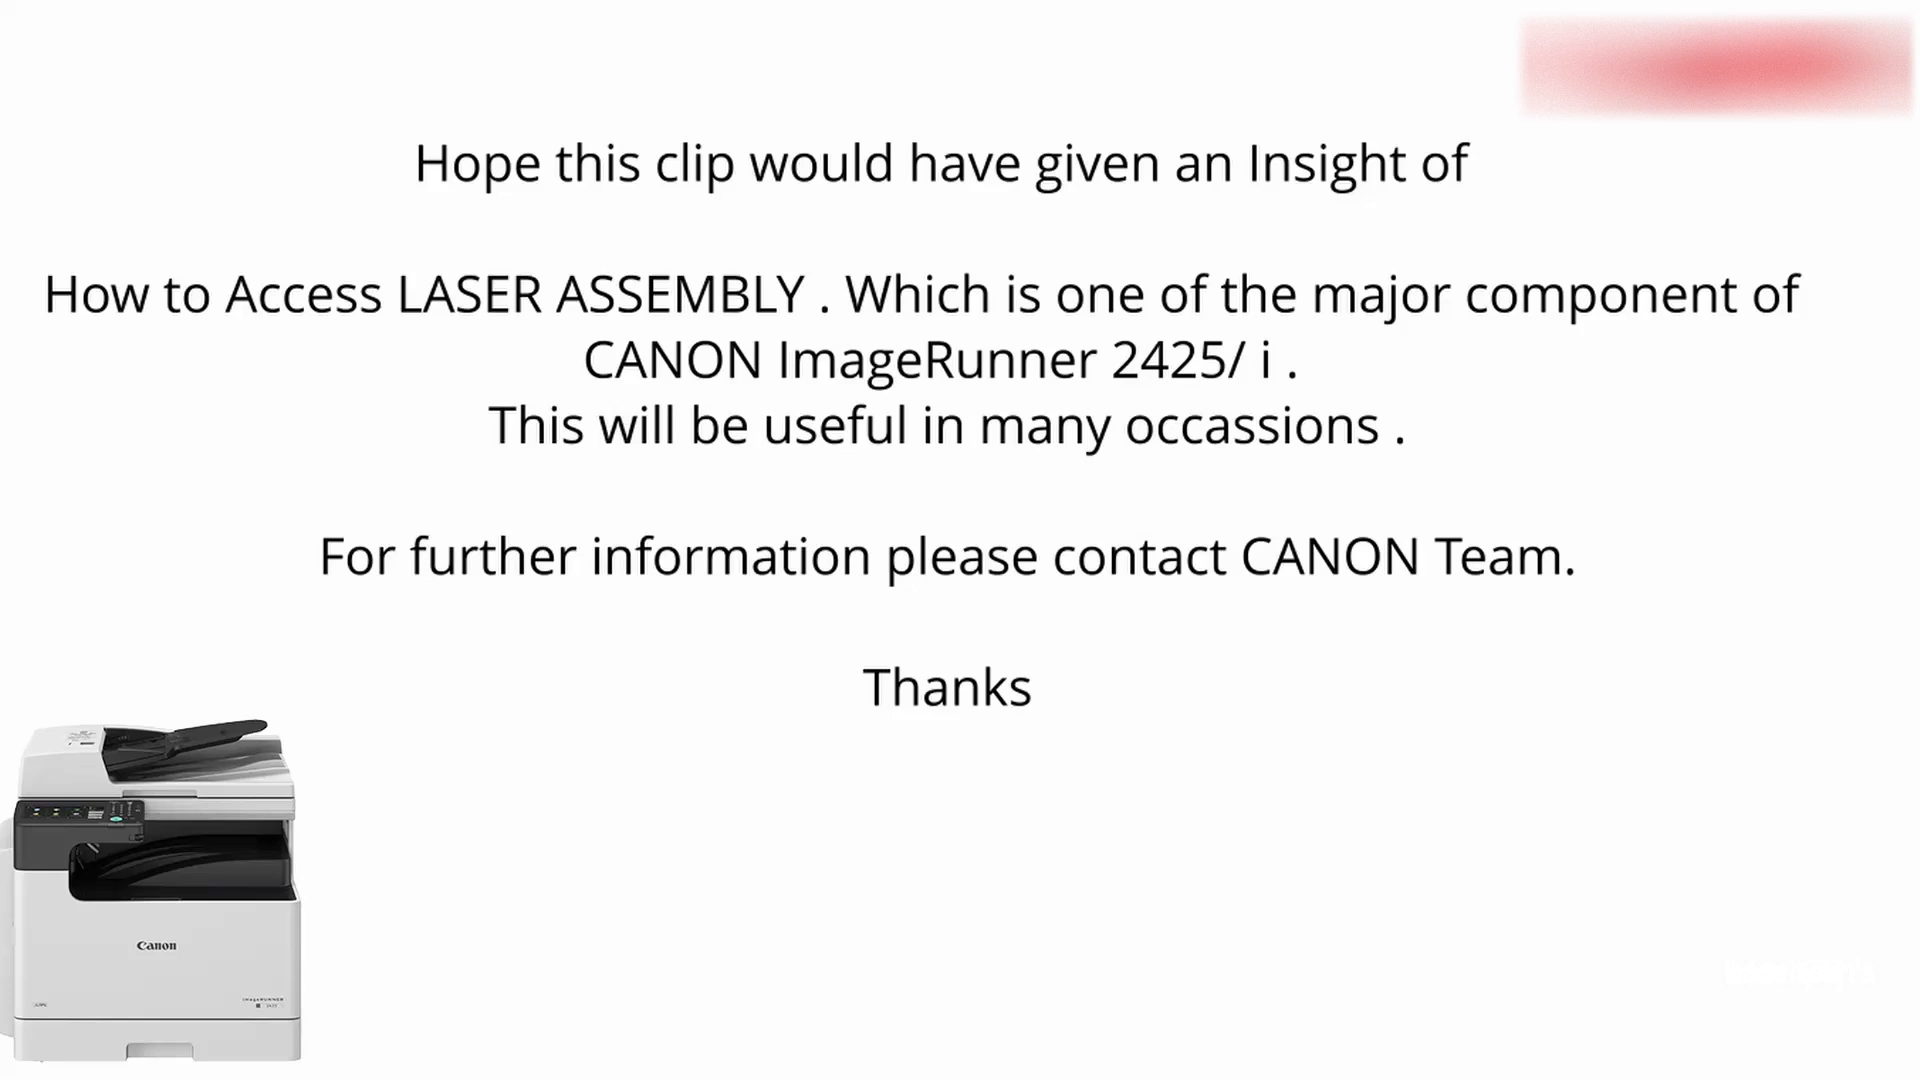 Hope this clip would have given an Insight of
How to Access LASER ASSEMBLY . Which is one of the major component of
CANON ImageRunner 2425/ i .
This will be useful in many occassions .
For further information please contact CANON Team.
Thanks
Canon
imageRUNNER